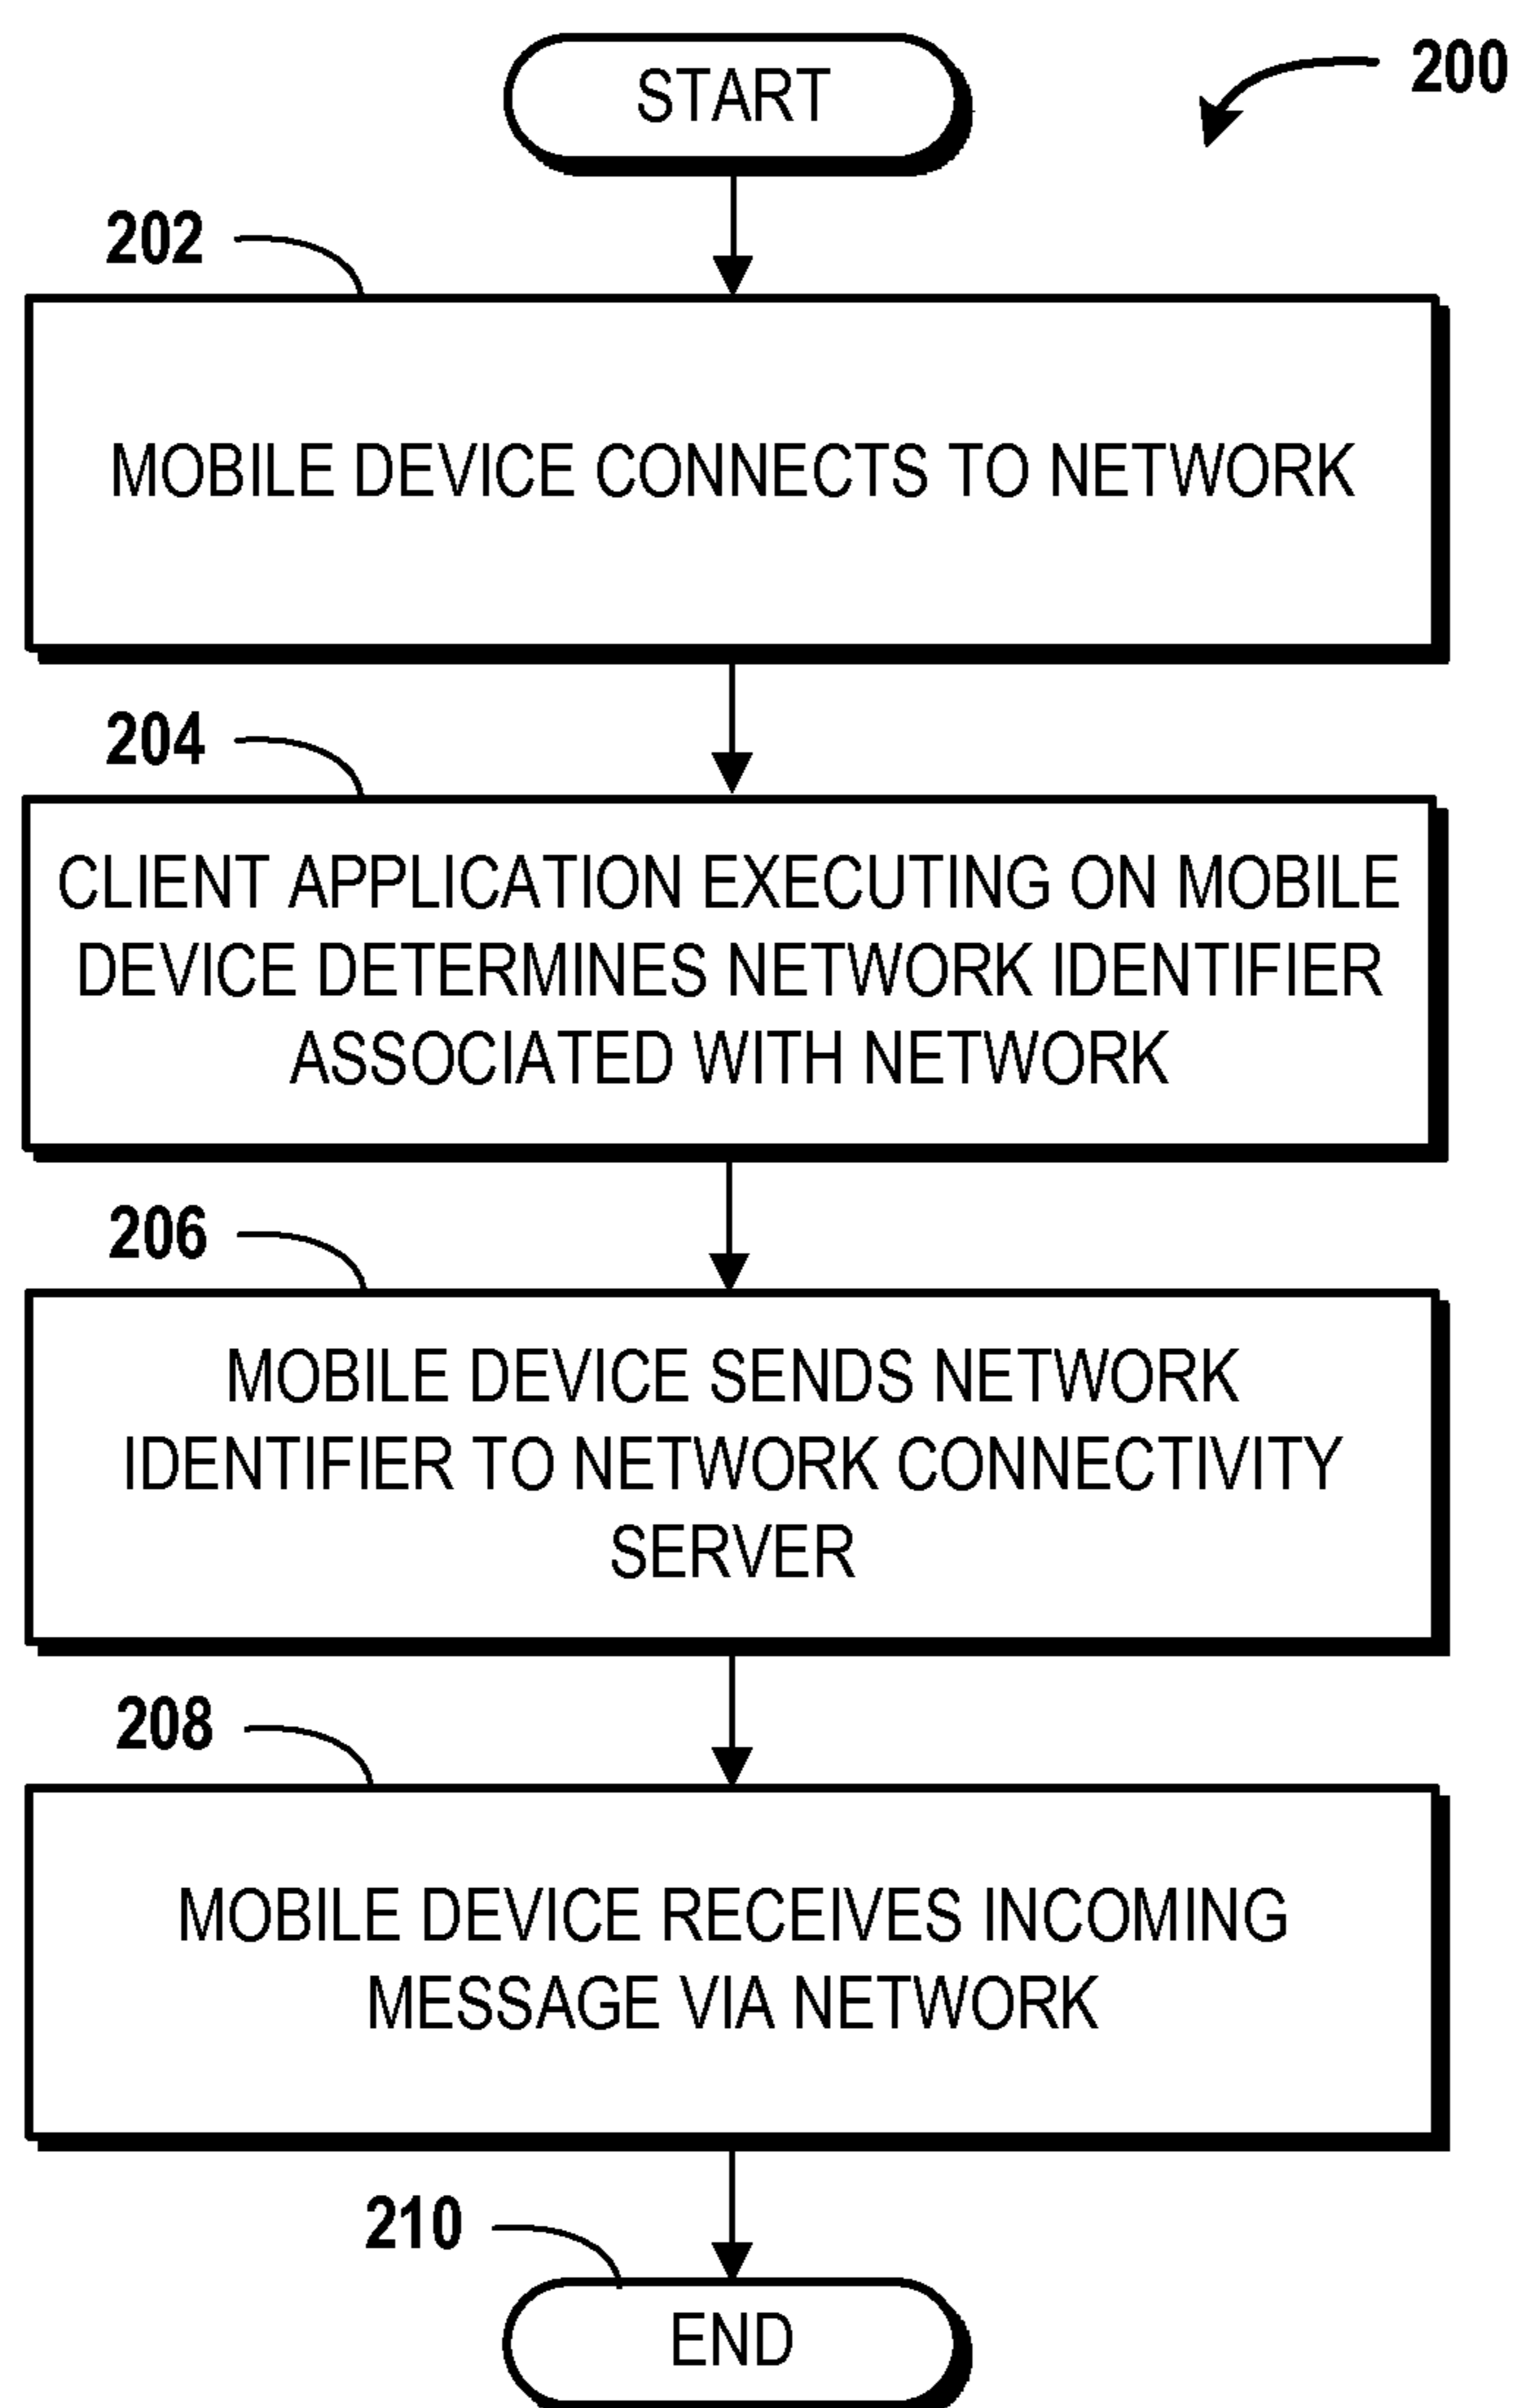 START
200
202
MOBILE DEVICE CONNECTS TO NETWORK
204
CLIENT APPLICATION EXECUTING ON MOBILE
DEVICE DETERMINES NETWORK IDENTIFIER
ASSOCIATED WITH NETWORK
206
MOBILE DEVICE SENDS NETWORK
IDENTIFIER TO NETWORK CONNECTIVITY
SERVER
208
MOBILE DEVICE RECEIVES INCOMING
MESSAGE VIA NETWORK
210
END